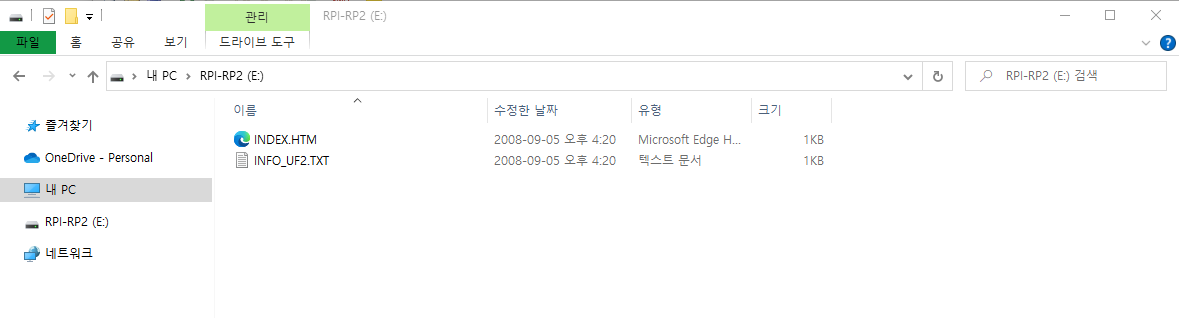 관리 RPI-RP2 (E:)
파일 홈 공유 보기 드라이브 도구
내 PC RPI-RP2 (E:) RPI-RP2 (E:) 검색
이름 수정한 날짜 유형 크기
즐겨찾기
INDEX.HTM 2008-09-05 오후 4:20 Microsoft Edge H... 1KB
OneDrive - Personal
INFO_UF2.TXT 2008-09-05 오후 4:20 텍스트 문서 1KB
내 PC
RPI-RP2 (E:)
네트워크